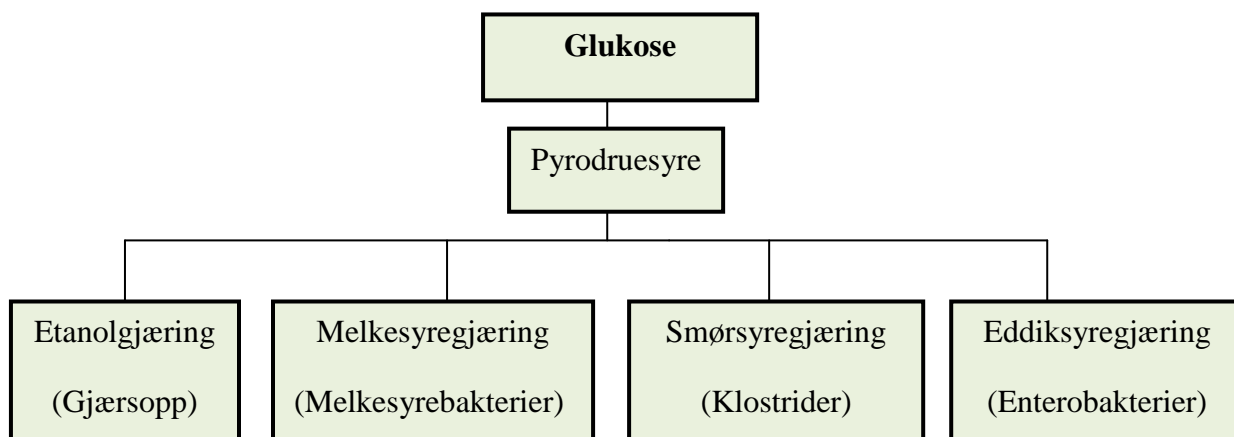 Glukose
Pyrodruesyre
Etanolgjæring
(Gjærsopp)
Melkesyregjæring
(Melkesyrebakterier)
Smørsyregjæring
(Klostrider)
Eddiksyregjæring
(Enterobakterier)